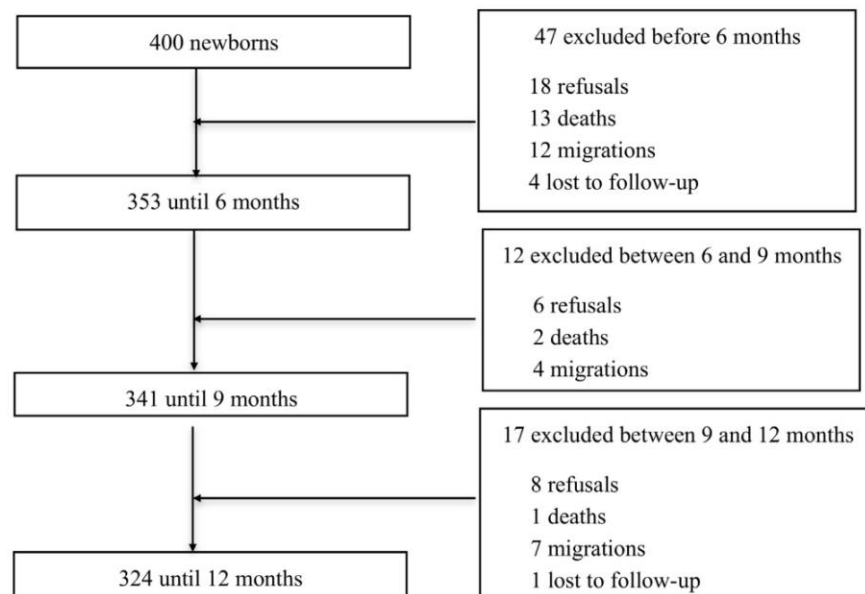 400 newborns
47 excluded before 6 months
18 refusals
13 deaths
12 migrations
4 lost to follow-up
353 until 6 months
12 excluded between 6 and 9 months
6 refusals
2 deaths
4 migrations
341 until 9 months
17 excluded between 9 and 12 months
8 refusals
1 deaths
7 migrations
1 lost to follow-up
324 until 12 months